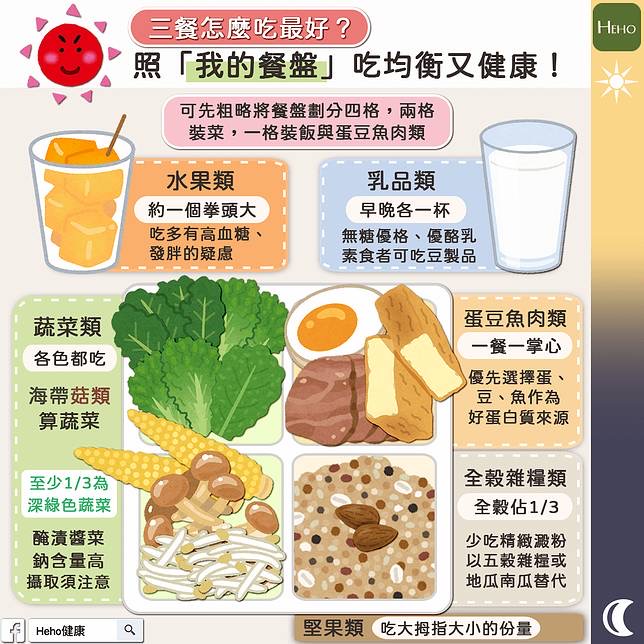 三餐怎麼吃最好？
HEHO
照「我的餐盤」吃均衡又健康！
可先粗略將餐盤劃分四格，兩格
裝菜，一格裝飯與蛋豆魚肉類
水果類
約一個拳頭大
吃多有高血糖、
發胖的疑慮
乳品類
早晚各一杯
無糖優格、優酪乳
素食者可吃豆製品
蔬菜類
各色都吃
海帶菇類
算蔬菜
至少1/3為
深綠色蔬菜
醃漬醬菜
鈉含量高
攝取須注意
蛋豆魚肉類
一餐一掌心
優先選擇蛋、
豆、魚作為
好蛋白質來源
全穀雜糧類
全穀佔1/3
少吃精緻澱粉
以五穀雜糧或
地瓜南瓜替代
堅果類 吃大拇指大小的份量
f Heho健康